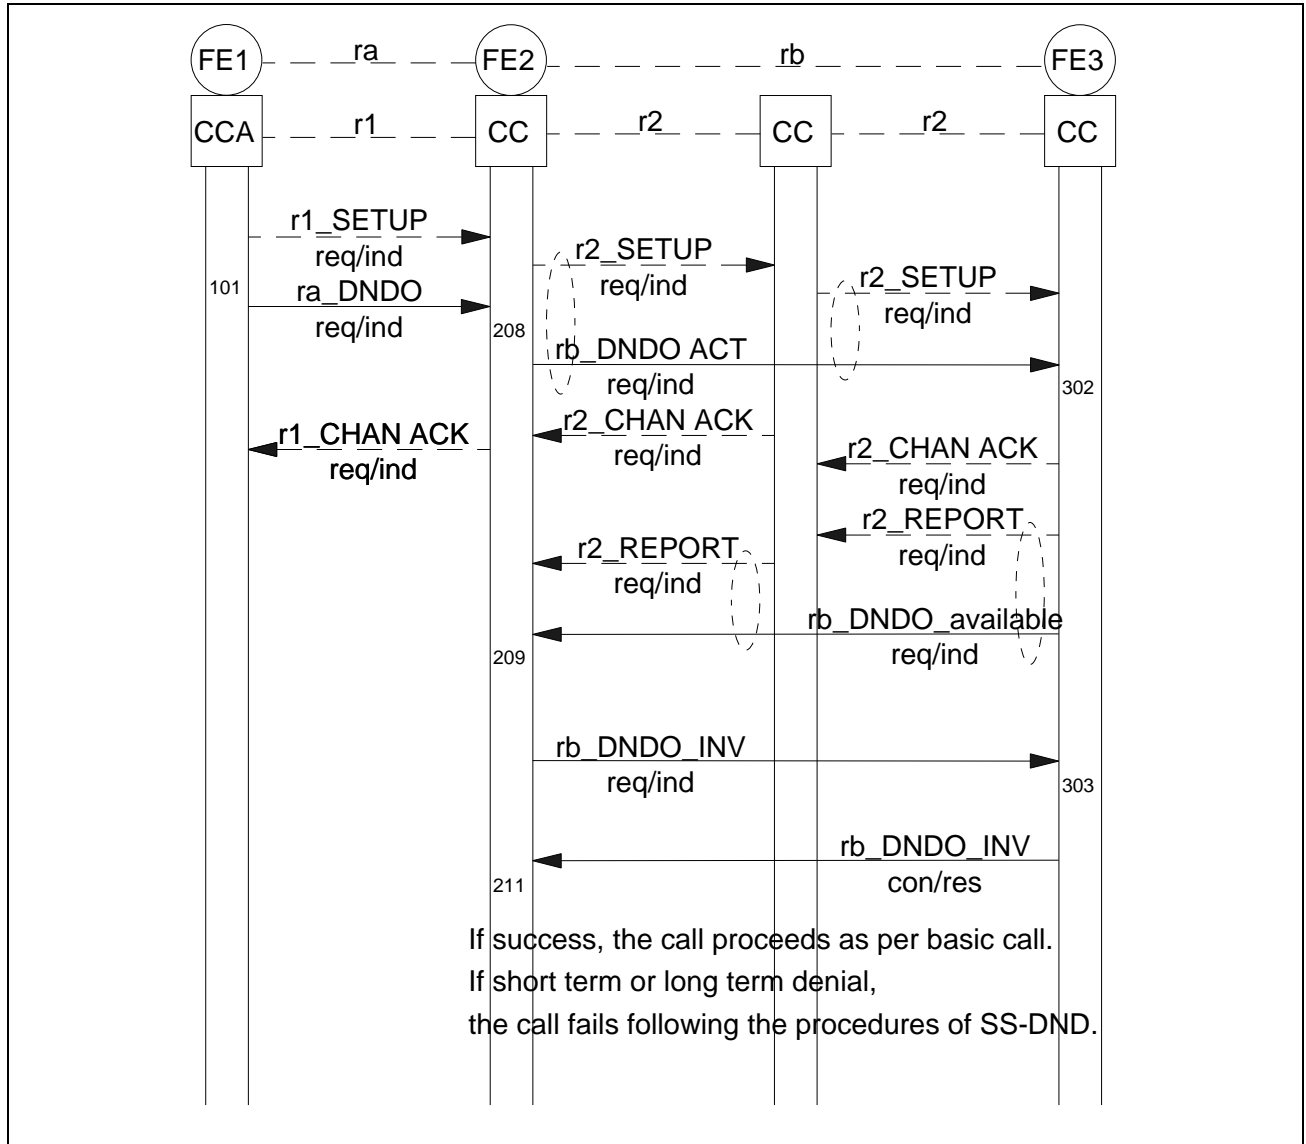 FE1 ra FE2 rb FE3
CCA r1 CC r2 CC r2 CC
r1_SETUP
req/ind
r2_SETUP
req/ind
r2_SETUP
req/ind
101
ra_DNDO
req/ind
208
rb_DNDO ACT
req/ind
302
r1_CHAN ACK
req/ind
r2_CHAN ACK
req/ind
r2_CHAN ACK
req/ind
r2_REPORT
req/ind
r2_REPORT
req/ind
rb_DNDO_available
req/ind
209
rb_DNDO_INV
req/ind
303
rb_DNDO_INV
con/res
211
If success, the call proceeds as per basic call.
If short term or long term denial,
the call fails following the procedures of SS-DND.